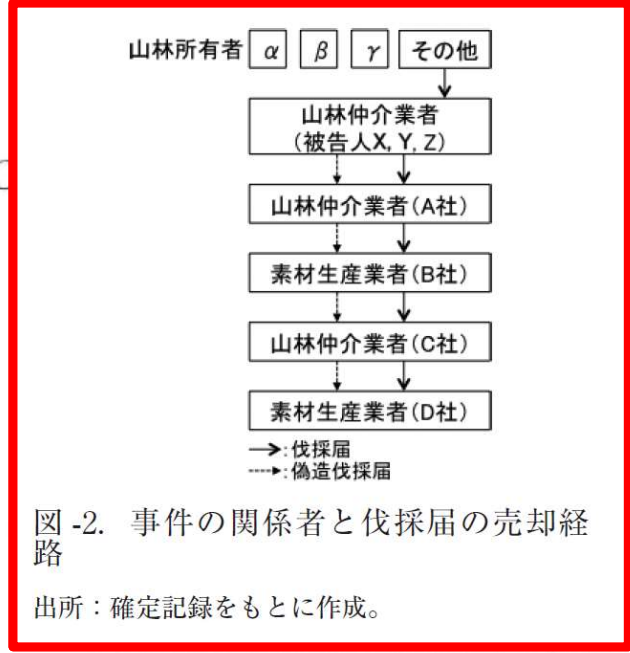 山林所有者 α β γ その他
山林仲介業者
(被告人X, Y, Z)
山林仲介業者(A社)
素材生産業者(B社)
山林仲介業者(C社)
素材生産業者(D社)
→:伐採届
----▸:偽造伐採届
図-2. 事件の関係者と伐採届の売却経
路
出所：確定記録をもとに作成。